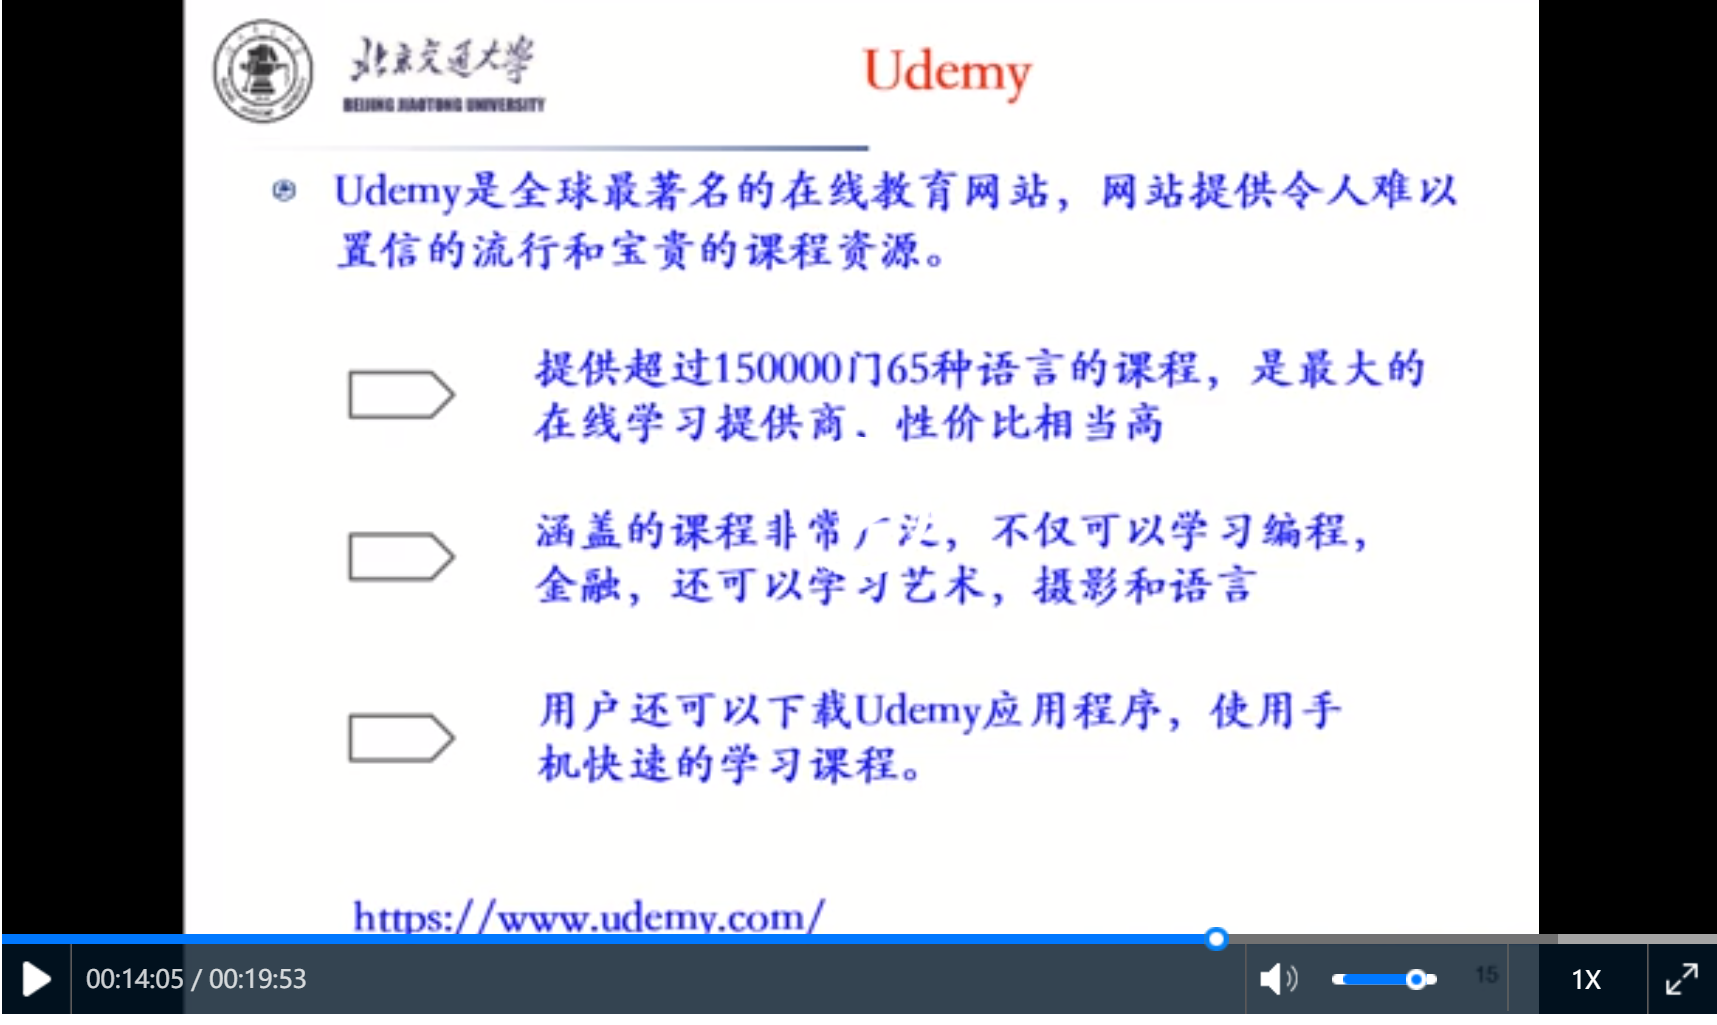 北京交通大学
BEIJING JIAOTONG UNIVERSITY
Udemy
Udemy是全球最著名的在线教育网站，网站提供令人难以
置信的流行和宝贵的课程资源。
提供超过150000门65种语言的课程，是最大的
在线学习提供商、性价比相当高
涵盖的课程非常广泛，不仅可以学习编程，
金融，还可以学习艺术，摄影和语言
用户还可以下载Udemy应用程序，使用手
机快速的学习课程。
https://www.udemy.com/
00:14:05 / 00:19:53
15
1X